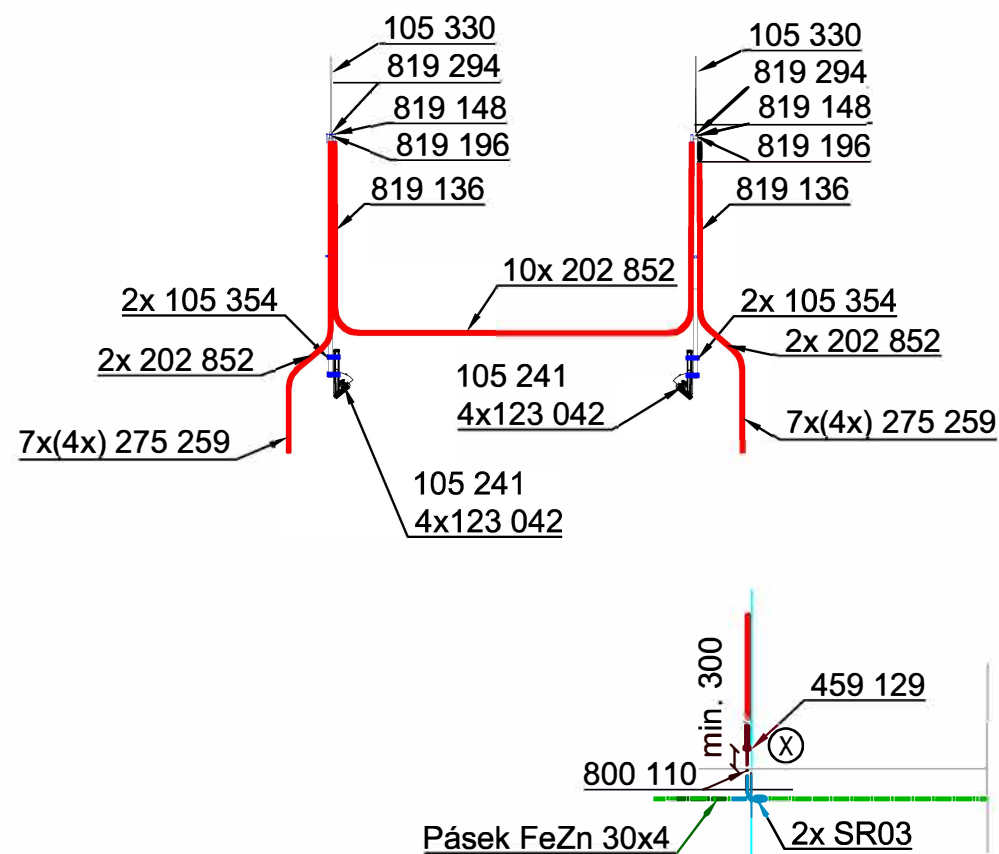 105 330
819 294
819 148
819 196
819 136
105 330
819 294
819 148
819 196
819 136
10x 202 852
2x 105 354
2x 202 852
7x(4x) 275 259
2x 105 354
2x 202 852
7x(4x) 275 259
105 241
4x123 042
105 241
4x123 042
min. 300
459 129
X
800 110
Pásek FeZn 30x4
2x SR03